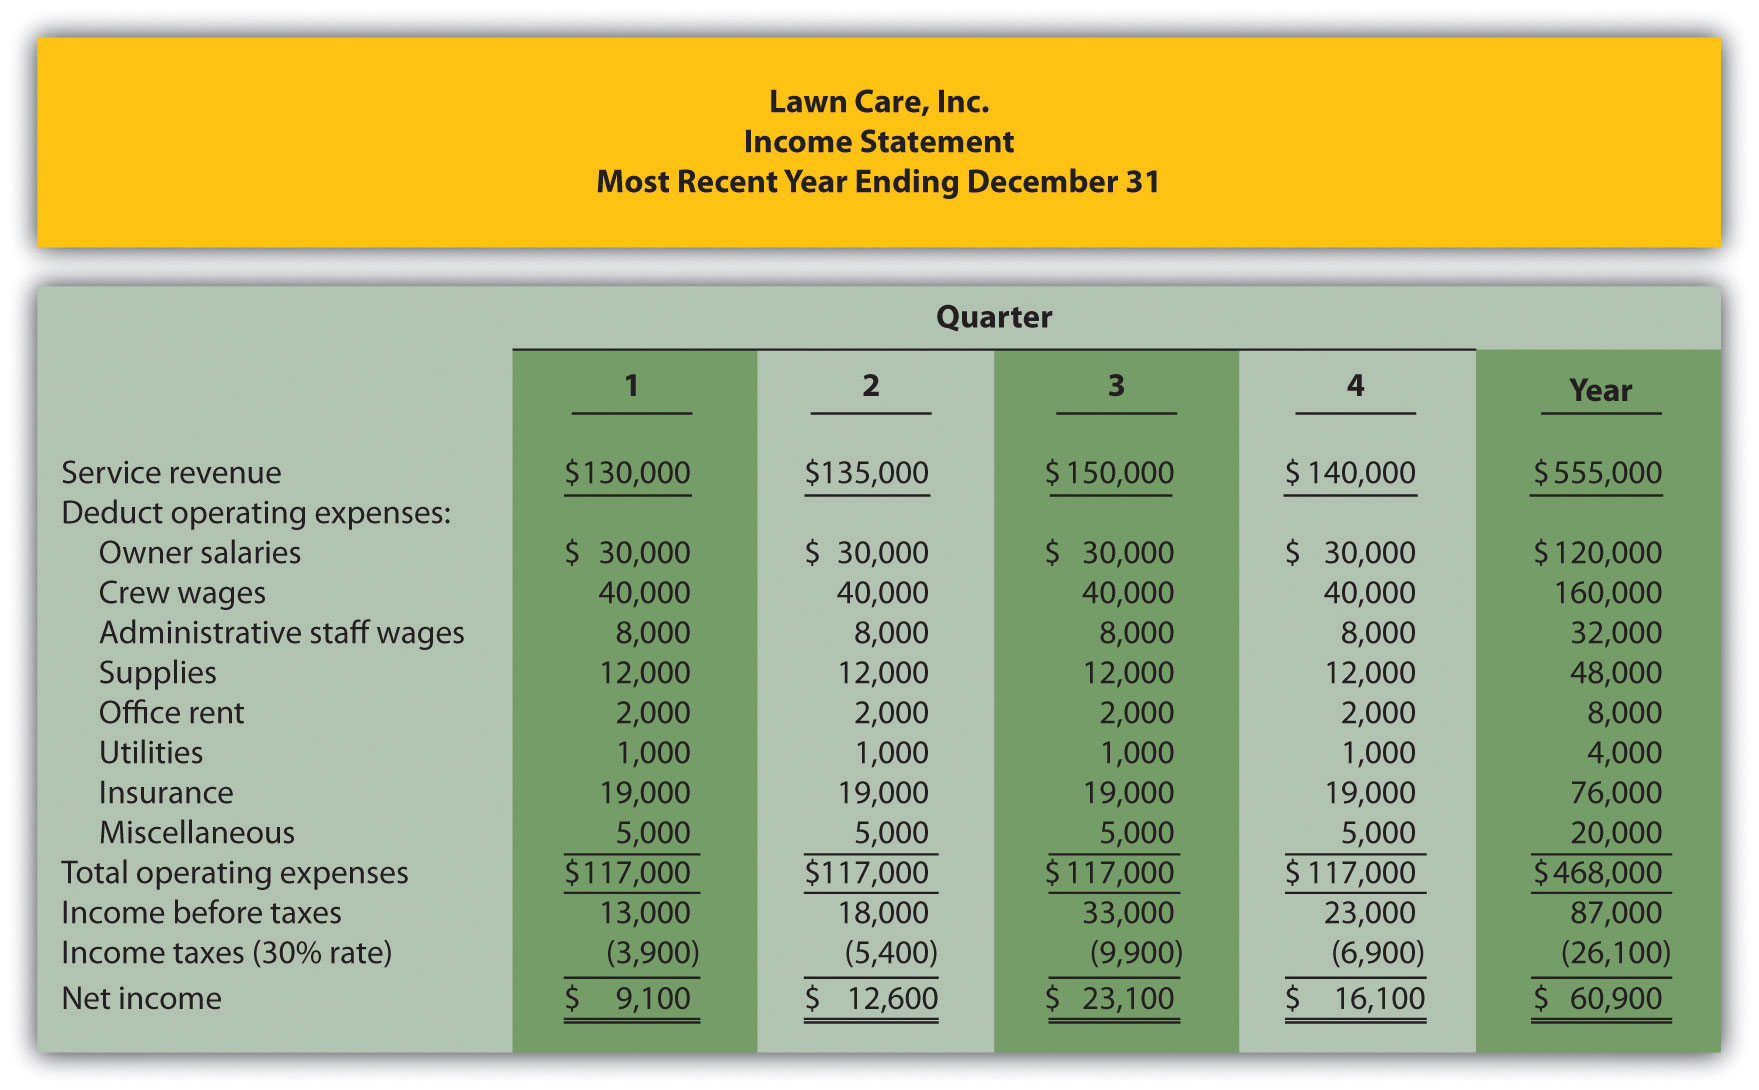 Lawn Care, Inc.
Income Statement
Most Recent Year Ending December 31
Quarter
1 2 3 4 Year
Service revenue $130,000 $135,000 $150,000 $140,000 $555,000
Deduct operating expenses:
Owner salaries $ 30,000 $ 30,000 $ 30,000 $ 30,000 $120,000
Crew wages 40,000 40,000 40,000 40,000 160,000
Administrative staff wages 8,000 8,000 8,000 8,000 32,000
Supplies 12,000 12,000 12,000 12,000 48,000
Office rent 2,000 2,000 2,000 2,000 8,000
Utilities 1,000 1,000 1,000 1,000 4,000
Insurance 19,000 19,000 19,000 19,000 76,000
Miscellaneous 5,000 5,000 5,000 5,000 20,000
Total operating expenses $117,000 $117,000 $117,000 $117,000 $468,000
Income before taxes 13,000 18,000 33,000 23,000 87,000
Income taxes (30% rate) (3,900) (5,400) (9,900) (6,900) (26,100)
Net income $ 9,100 $ 12,600 $ 23,100 $ 16,100 $ 60,900